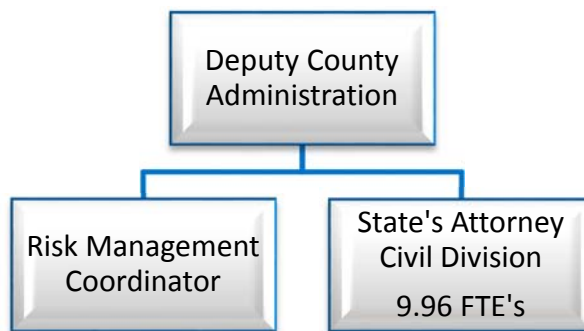 Deputy County
Administration
Risk Management
Coordinator
State's Attorney
Civil Division
9.96 FTE's